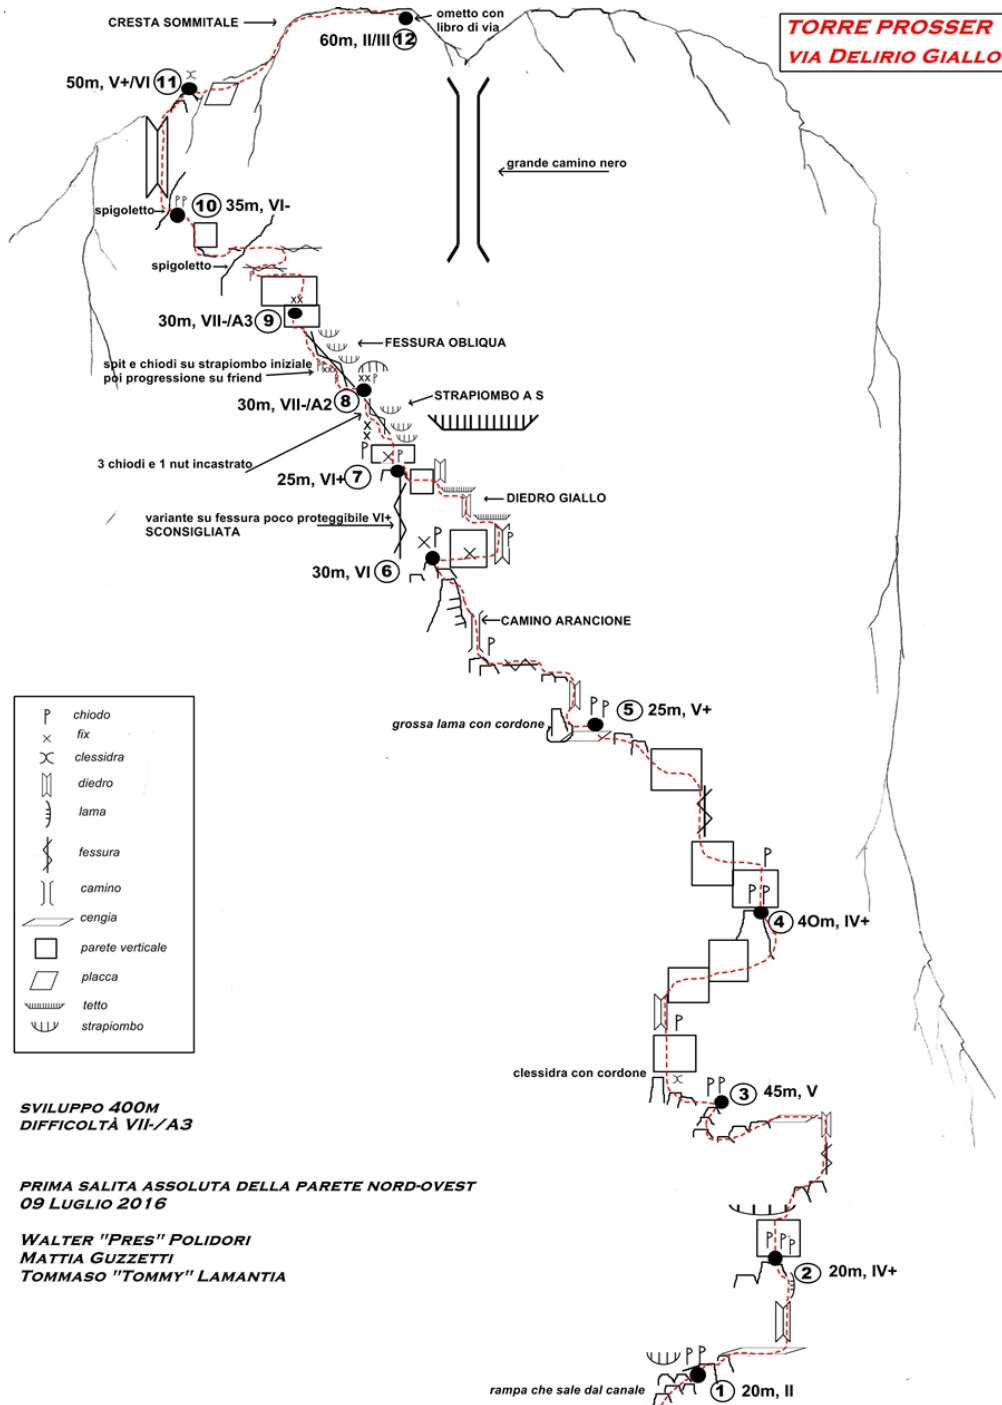 TORRE PROSSER
VIA DELIRIO GIALLO
CRESTA SOMMITALE
ometto con
libro di via
60m, II/III 12
50m, V+/VI 11
grande camino nero
spigoletto
10 35m, VI-
spigoletto
30m, VII-/A3 9
FESSURA OBLIQUA
spit e chiodi su strapiombo iniziale
poi progressione su friend
30m, VII-/A2 8
STRAPIOMBO A S
3 chiodi e 1 nut incastrato
25m, VI+ 7
DIEDRO GIALLO
variante su fessura poco proteggibile VI+
SCONSIGLIATA
30m, VI 6
CAMINO ARANCIONE
5 25m, V+
grossa lama con cordone
chiodo
fix
clessidra
diedro
lama
fessura
camino
cengia
parete verticale
placca
tetto
strapiombo
4 4Om, IV+
clessidra con cordone
3 45m, V
SVILUPPO 400M
DIFFICOLTÀ VII-/A3
PRIMA SALITA ASSOLUTA DELLA PARETE NORD-OVEST
09 LUGLIO 2016
WALTER "PRES" POLIDORI
MATTIA GUZZETTI
TOMMASO "TOMMY" LAMANTIA
2 20m, IV+
rampa che sale dal canale
1 20m, II